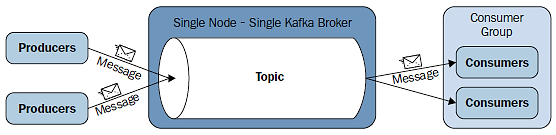 Single Node – Single Kafka Broker
Consumer
Group
Producers
Message
Topic
Message
Consumers
Producers
Message
Consumers